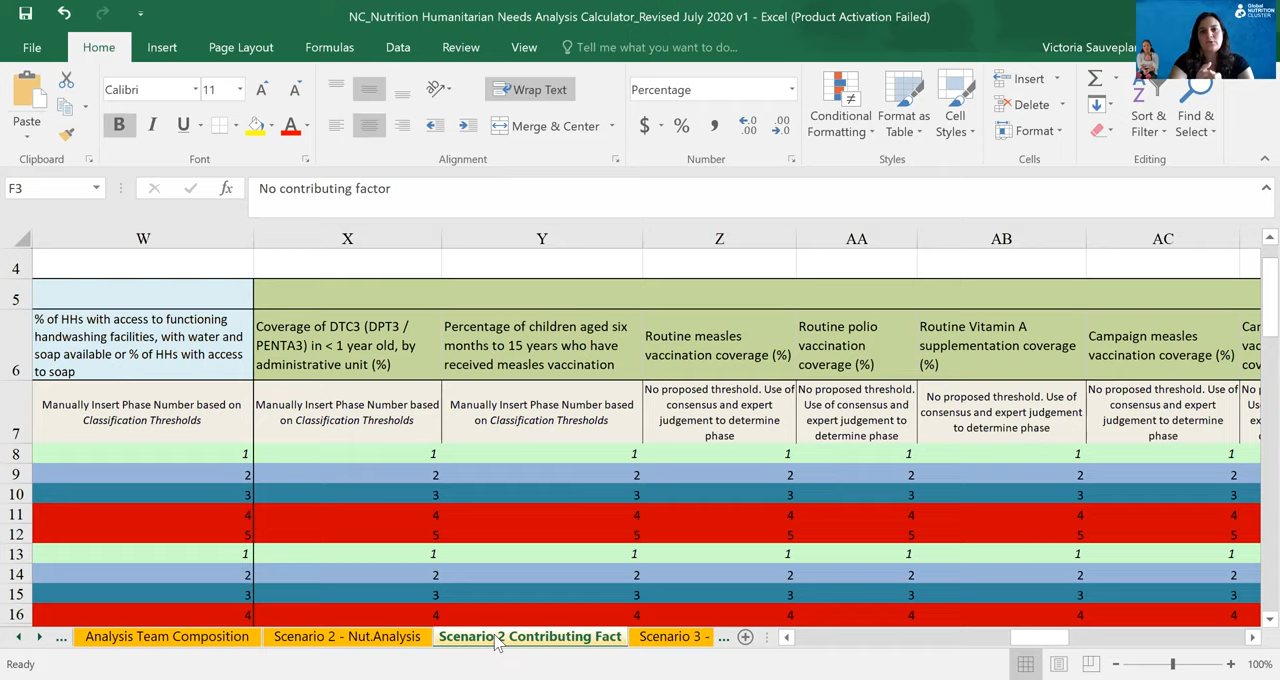 NC_Nutrition Humanitarian Needs Analysis Calculator_Revised July 2020 v1 - Excel (Product Activation Failed)
Global
NUTRITION
CLUSTER
File Home Insert Page Layout Formulas Data Review View Tell me what you want to do...
Victoria Sauveplan
Paste
Clipboard
Calibri 11
B I U
Font
Wrap Text
Merge & Center
Alignment
Percentage
$ % ,
Number
Conditional Formatting
Format as Table
Cell Styles
Styles
Insert
Delete
Format
Cells
Sort & Filter
Find & Select
Editing
F3 fx No contributing factor
W X Y Z AA AB AC
4
5
6
% of HHs with access to functioning handwashing facilities, with water and soap available or % of HHs with access to soap
Coverage of DTC3 (DPT3 / PENTA3) in < 1 year old, by administrative unit (%)
Percentage of children aged six months to 15 years who have received measles vaccination
Routine measles vaccination coverage (%)
Routine polio vaccination coverage (%)
Routine Vitamin A supplementation coverage (%)
Campaign measles vaccination coverage (%)
7
Manually Insert Phase Number based on Classification Thresholds
Manually Insert Phase Number based on Classification Thresholds
Manually Insert Phase Number based on Classification Thresholds
No proposed threshold. Use of consensus and expert judgement to determine phase
No proposed threshold. Use of consensus and expert judgement to determine phase
No proposed threshold. Use of consensus and expert judgement to determine phase
No proposed threshold. Use of consensus and expert judgement to determine phase
8 1 1 1 1 1 1 1
9 2 2 2 2 2 2 2
10 3 3 3 3 3 3 3
11 4 4 4 4 4 4 4
12 5 5 5 5 5 5 5
13 1 1 1 1 1 1 1
14 2 2 2 2 2 2 2
15 3 3 3 3 3 3 3
16 4 4 4 4 4 4 4
... Analysis Team Composition Scenario 2 - Nut.Analysis Scenario 2 Contributing Fact Scenario 3 - ...
Ready 100%